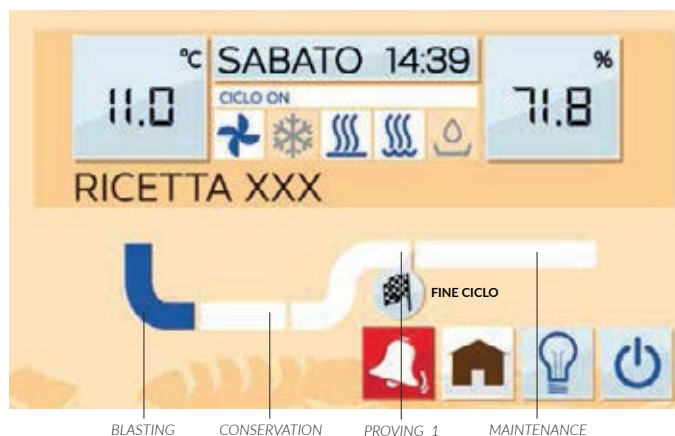 °C SABATO 14:39 %
CICLO ON
11.0 71.8
RICETTA XXX
FINE CICLO
BLASTING CONSERVATION PROVING 1 MAINTENANCE